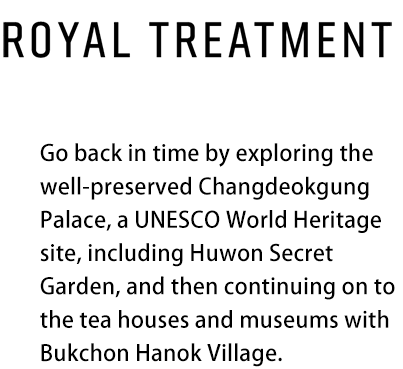 ROYAL TREATMENT
Go back in time by exploring the
well-preserved Changdeokgung
Palace, a UNESCO World Heritage
site, including Huwon Secret
Garden, and then continuing on to
the tea houses and museums with
Bukchon Hanok Village.